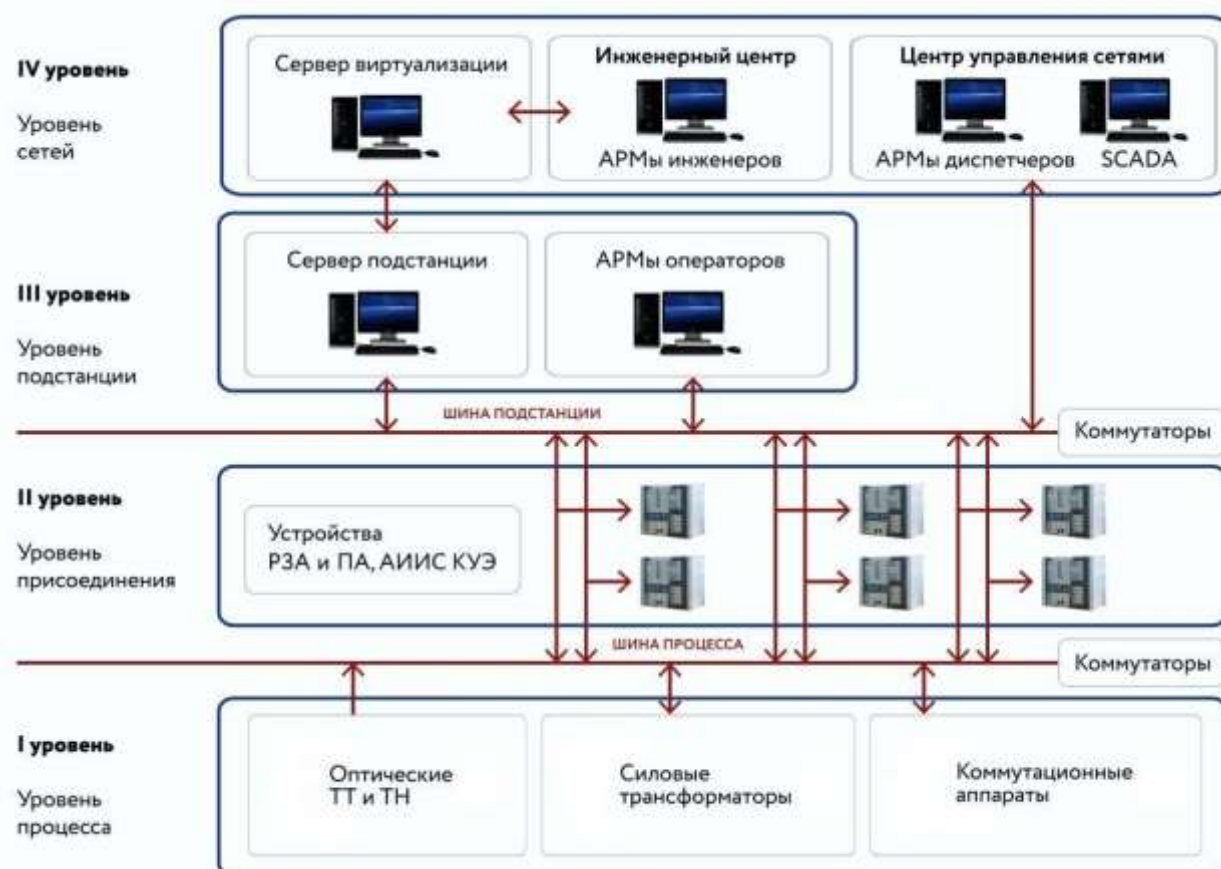 IV уровень
Уровень
сетей
Сервер виртуализации
Инженерный центр
АРМы инженеров
Центр управления сетями
АРМы диспетчеров
SCADA
III уровень
Уровень
подстанции
Сервер подстанции
АРМы операторов
ШИНА ПОДСТАНЦИИ
Коммутаторы
II уровень
Уровень
присоединения
Устройства
РЗА и ПА, АИИС КУЭ
ШИНА ПРОЦЕССА
Коммутаторы
I уровень
Уровень
процесса
Оптические
ТТ и ТН
Силовые
трансформаторы
Коммутационные
аппараты